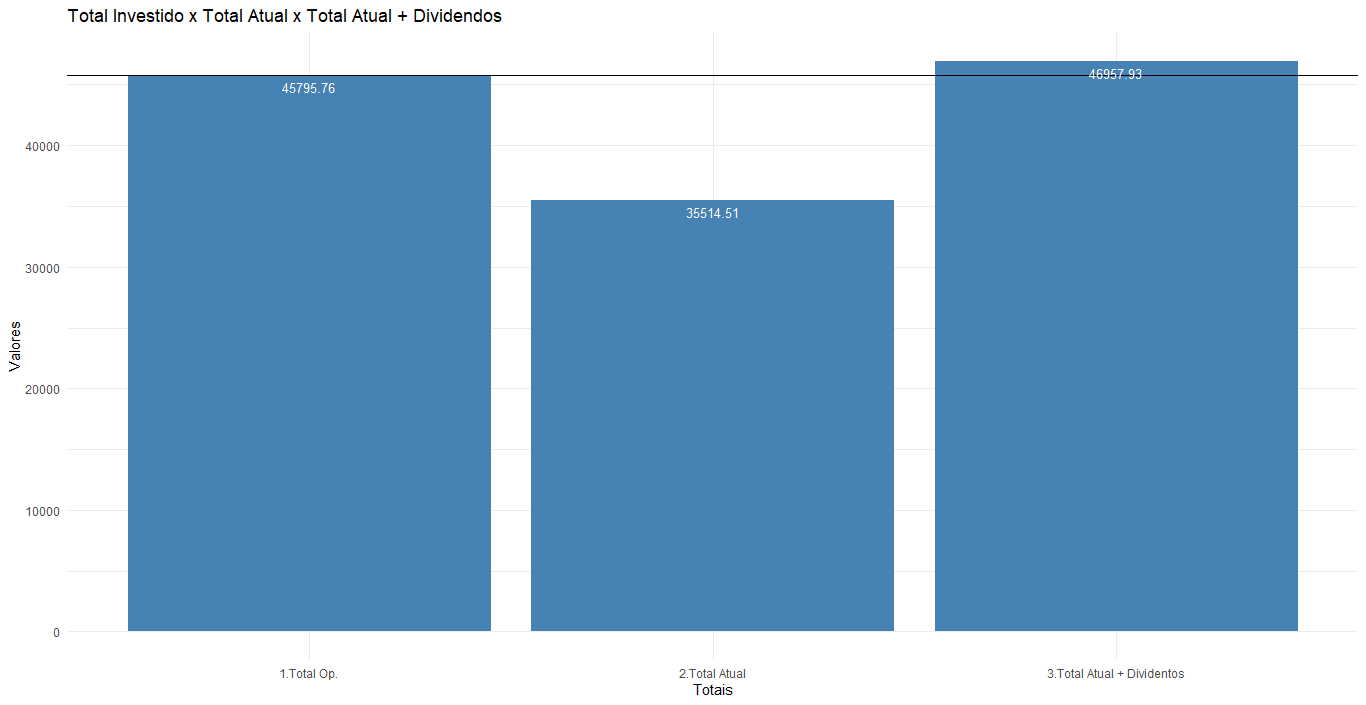 Total Investido x Total Atual x Total Atual + Dividendos
45795.76
35514.51
46957.93
40000
30000
20000
10000
0
Valores
1.Total Op.
2.Total Atual
3.Total Atual + Dividentos
Totais